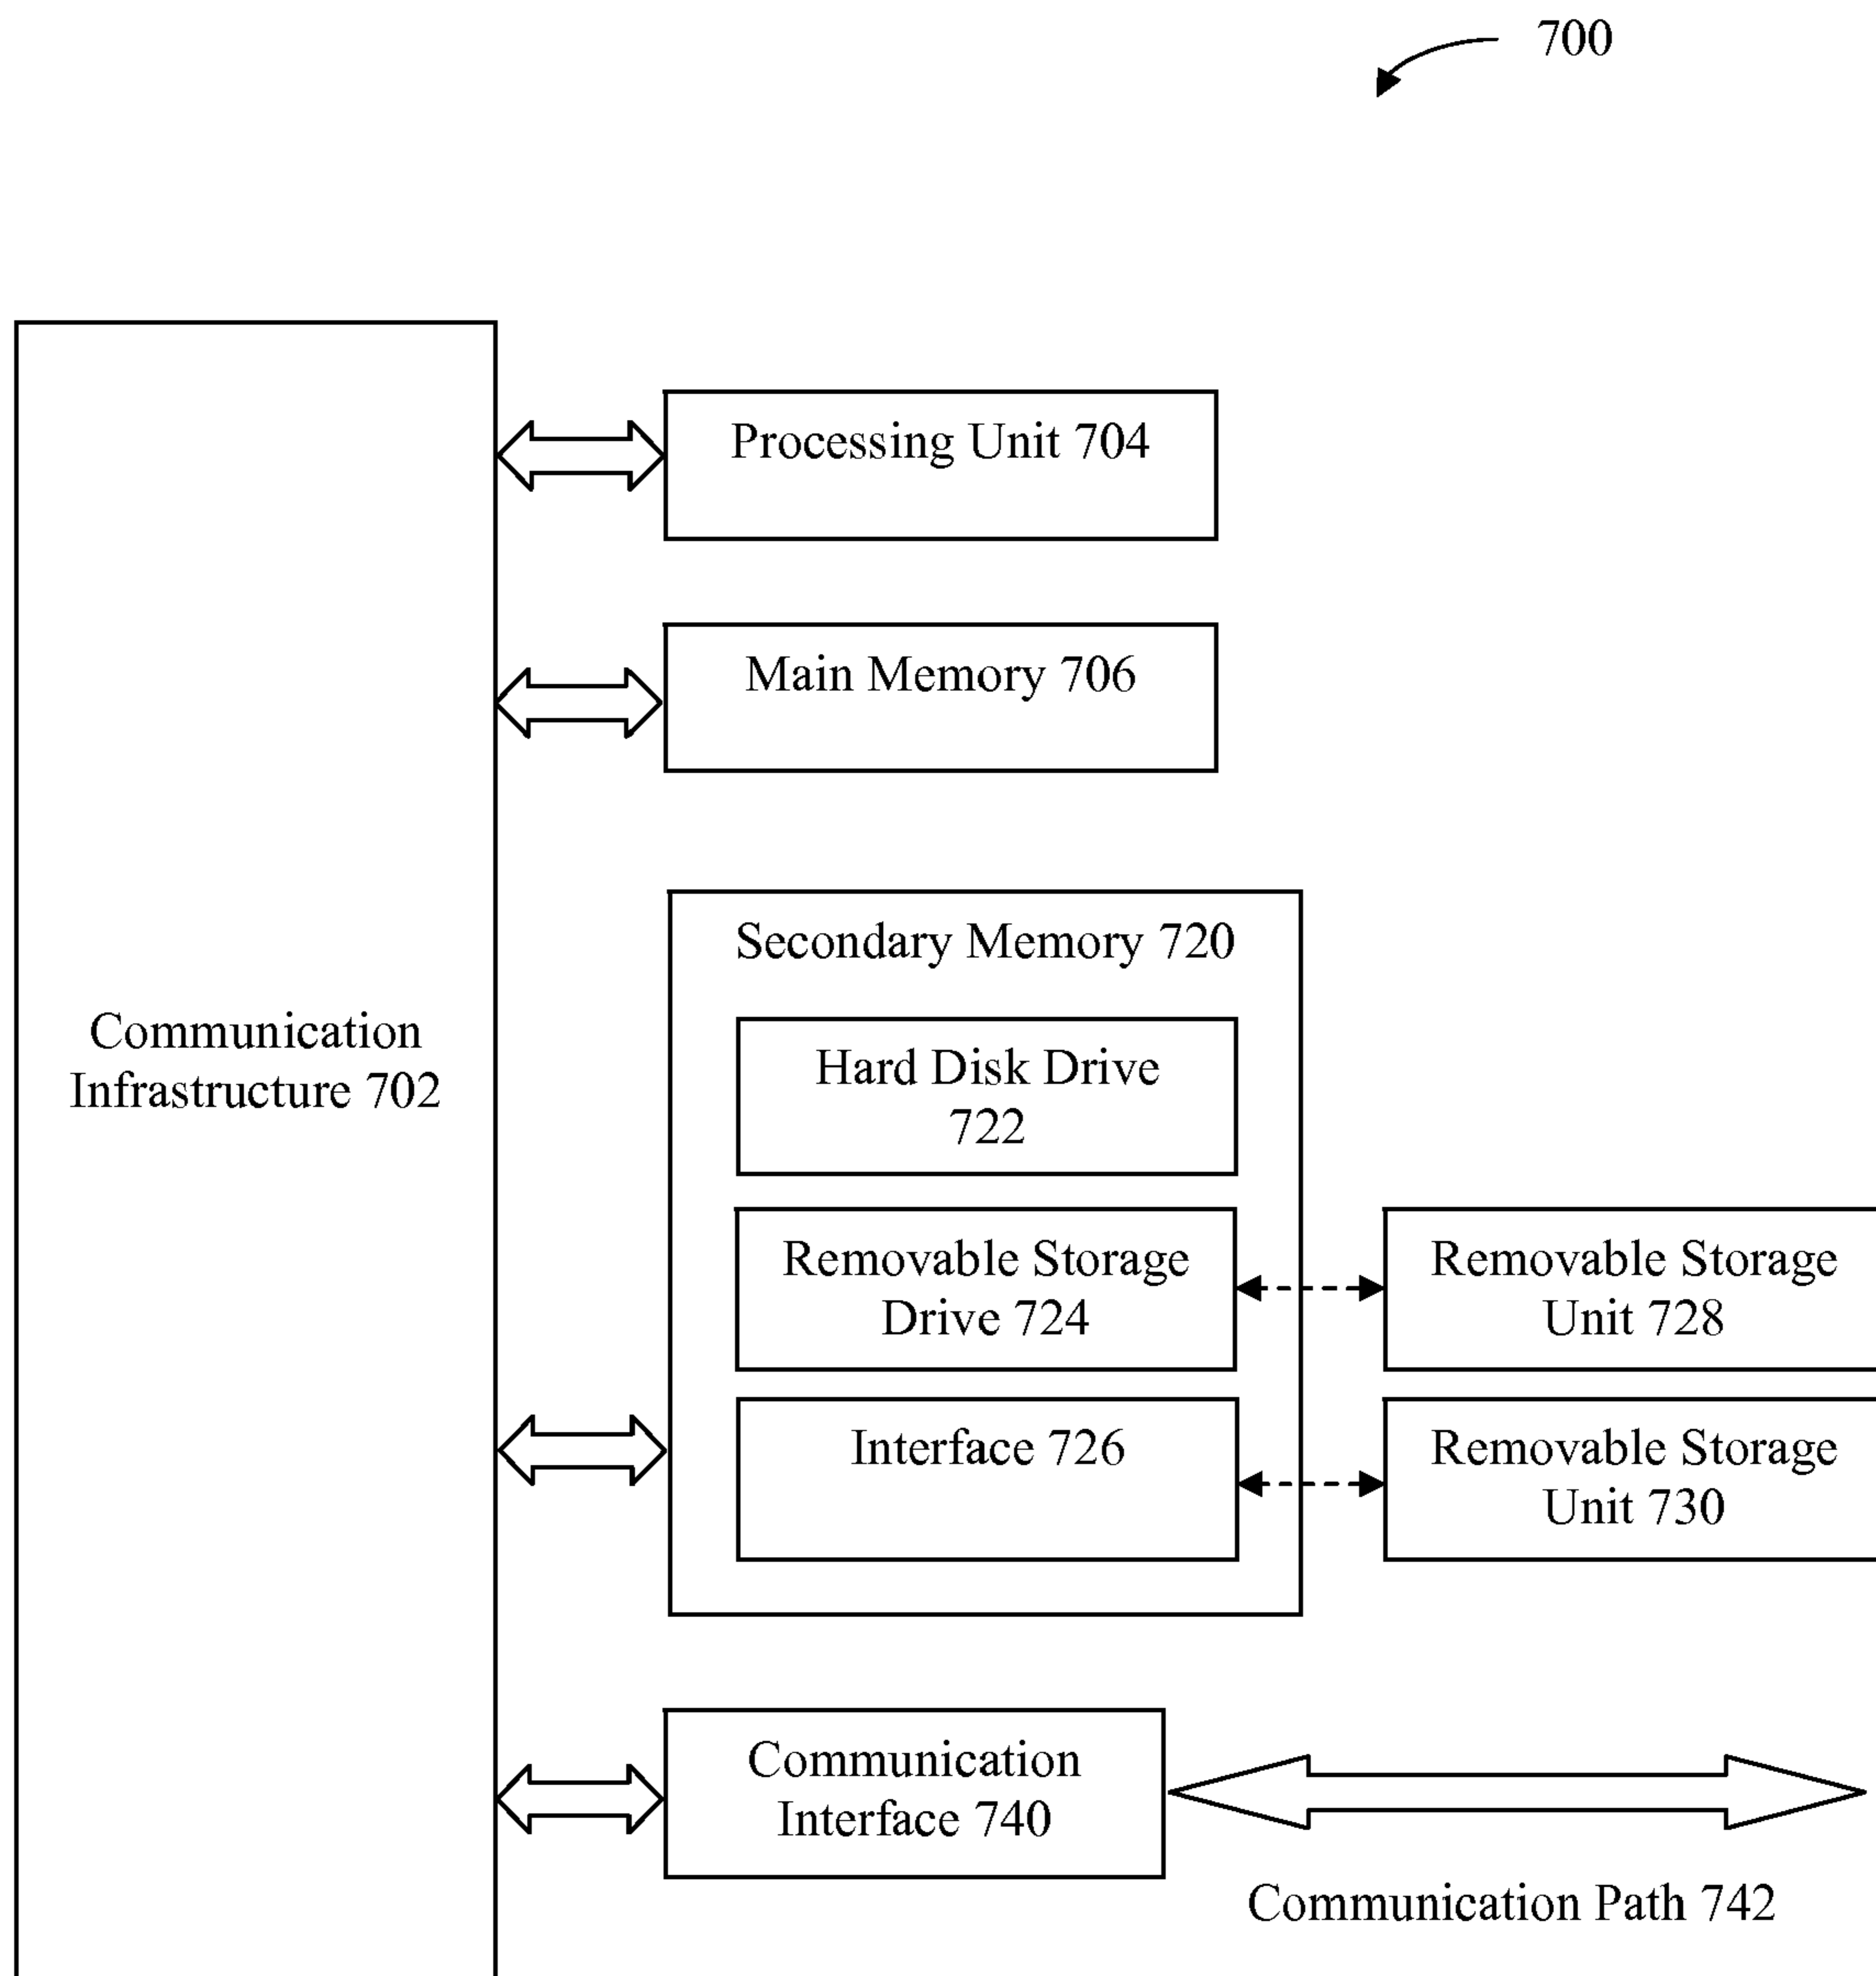 700
Processing Unit 704
Main Memory 706
Secondary Memory 720
Communication
Infrastructure 702
Hard Disk Drive
722
Removable Storage
Drive 724
Removable Storage
Unit 728
Interface 726
Removable Storage
Unit 730
Communication
Interface 740
Communication Path 742